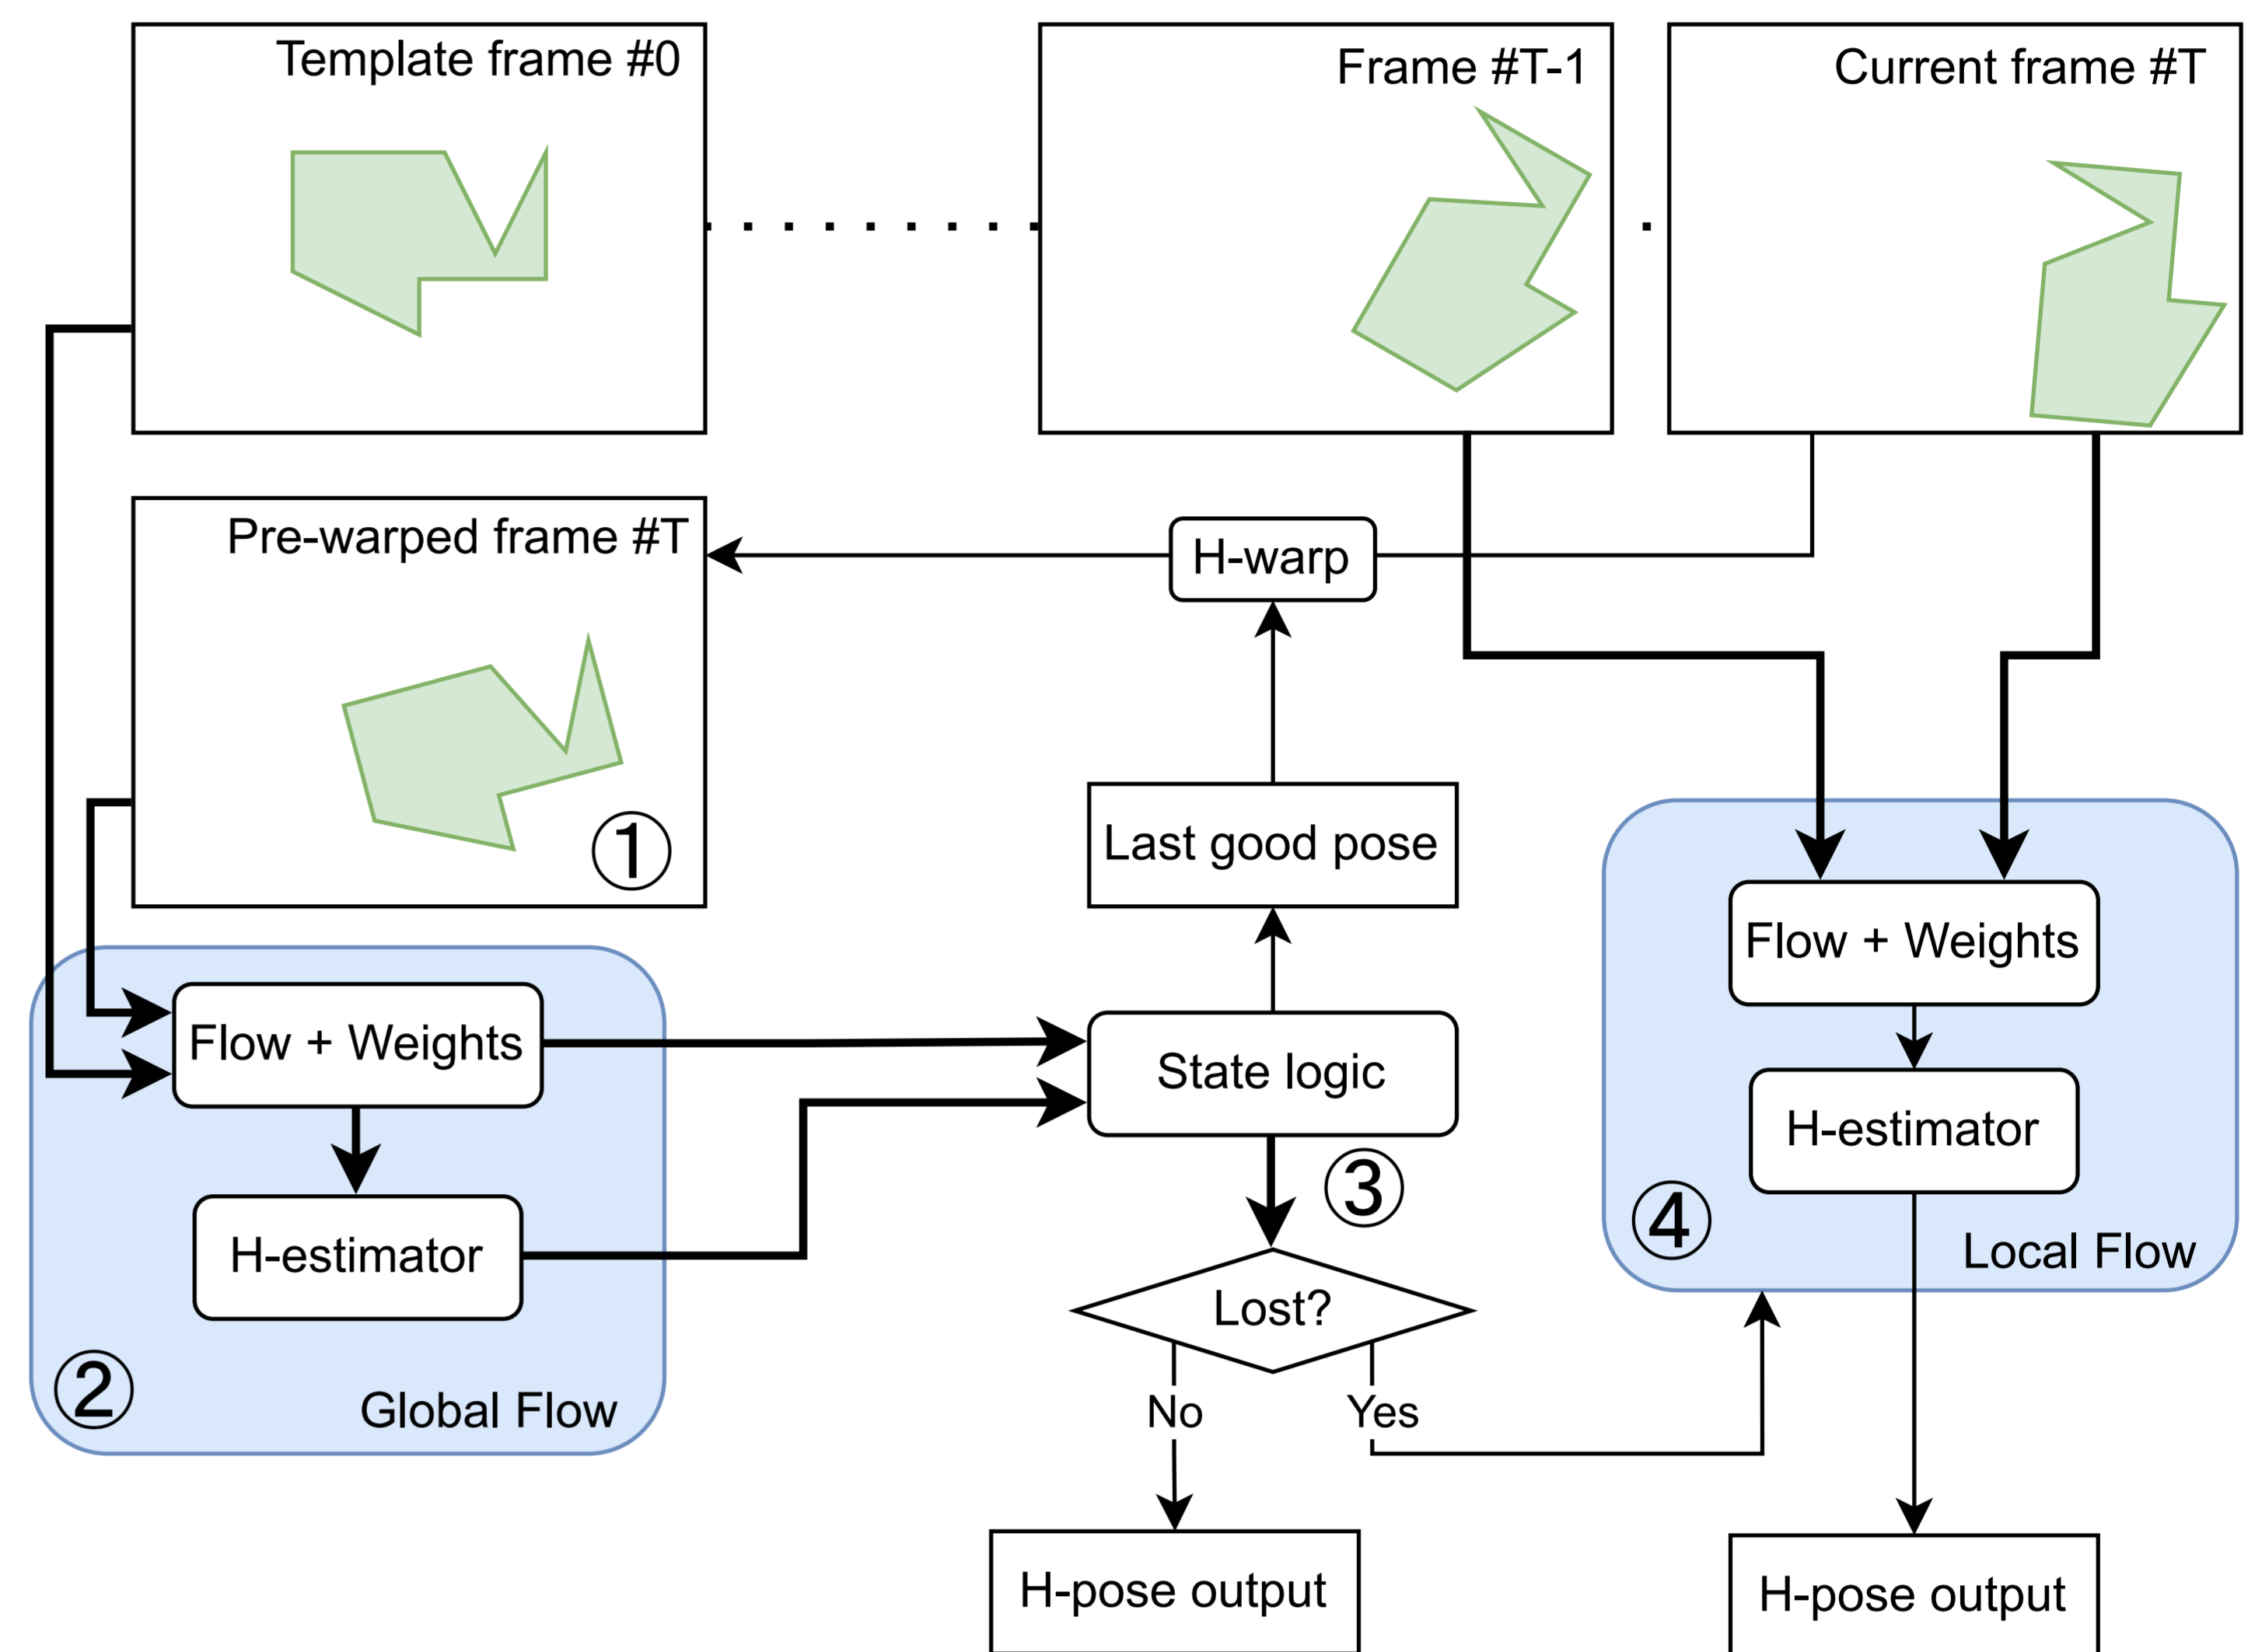 Template frame #0
Frame #T-1
Current frame #T
Pre-warped frame #T
H-warp
1
Last good pose
Flow + Weights
Flow + Weights
State logic
H-estimator
3
H-estimator
4
Local Flow
Lost?
2
Global Flow
No
Yes
H-pose output
H-pose output